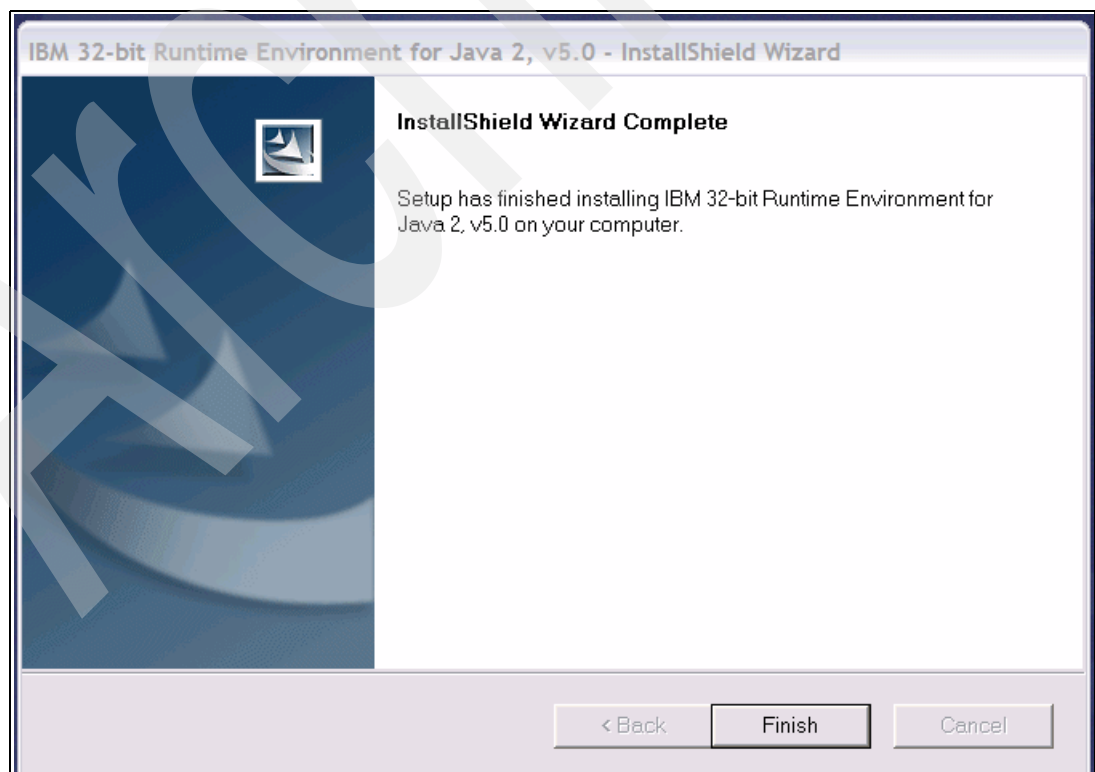 IBM 32-bit Runtime Environment for Java 2, v5.0 - InstallShield Wizard
InstallShield Wizard Complete
Setup has finished installing IBM 32-bit Runtime Environment for
Java 2, v5.0 on your computer.
< Back
Finish
Cancel